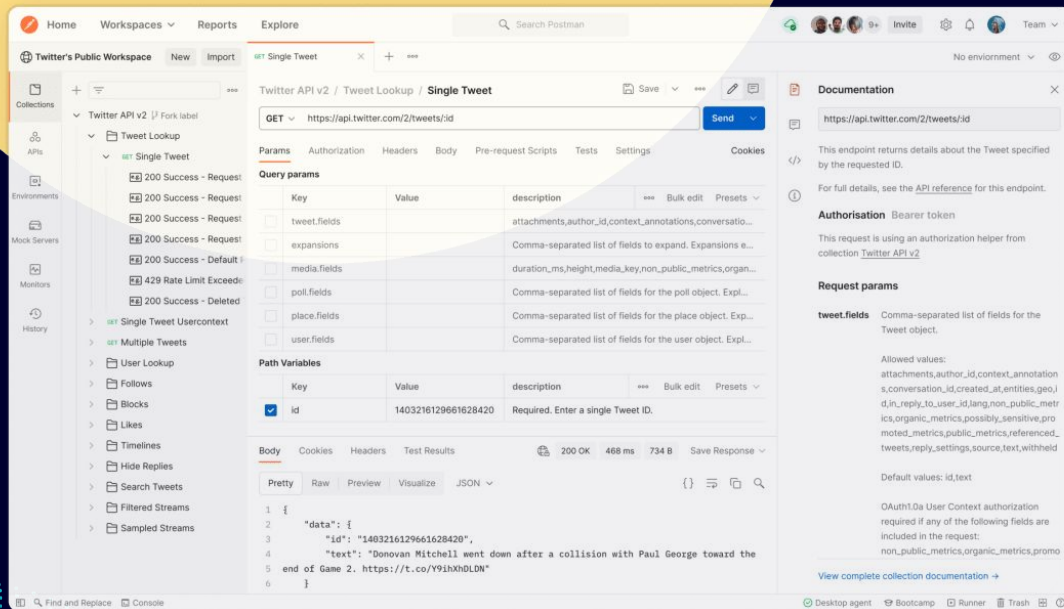 Home Workspaces Reports Explore Search Postman 9+ Invite Team
Twitter's Public Workspace New Import GET Single Tweet No enviornment
Collections
APIs
Environments
Mock Servers
Monitors
History
Twitter API v2 Fork label
Tweet Lookup
GET Single Tweet
e.g. 200 Success - Request
e.g. 200 Success - Request
e.g. 200 Success - Request
e.g. 200 Success - Request
e.g. 200 Success - Default
e.g. 429 Rate Limit Exceede
e.g. 200 Success - Deleted
GET Single Tweet Usercontext
GET Multiple Tweets
User Lookup
Follows
Blocks
Likes
Timelines
Hide Replies
Search Tweets
Filtered Streams
Sampled Streams
Twitter API v2 / Tweet Lookup / Single Tweet Save
GET https://api.twitter.com/2/tweets/:id Send
Params Authorization Headers Body Pre-request Scripts Tests Settings Cookies
Query params
Key Value description Bulk edit Presets
tweet.fields attachments,author_id,context_annotations,conversatio...
expansions Comma-separated list of fields to expand. Expansions e...
media.fields duration_ms,height,media_key,non_public_metrics,organ...
poll.fields Comma-separated list of fields for the poll object. Expl...
place.fields Comma-separated list of fields for the place object. Exp...
user.fields Comma-separated list of fields for the user object. Expl...
Path Variables
Key Value description Bulk edit Presets
id 1403216129661628420 Required. Enter a single Tweet ID.
Body Cookies Headers Test Results 200 OK 468 ms 734 B Save Response
Pretty Raw Preview Visualize JSON
1 {
2 "data": {
3 "id": "1403216129661628420",
4 "text": "Donovan Mitchell went down after a collision with Paul George toward the
5 end of Game 2. https://t.co/Y9ihXhDLDN"
6 }
Documentation
https://api.twitter.com/2/tweets/:id
This endpoint returns details about the Tweet specified
by the requested ID.
For full details, see the API reference for this endpoint.
Authorisation Bearer token
This request is using an authorization helper from
collection Twitter API v2
Request params
tweet.fields Comma-separated list of fields for the
Tweet object.
Allowed values:
attachments,author_id,context_annotation
s,conversation_id,created_at,entities,geo,i
d,in_reply_to_user_id,lang,non_public_metr
ics,organic_metrics,possibly_sensitive,pro
moted_metrics,public_metrics,referenced_
tweets,reply_settings,source,text,withheld
Default values: id,text
OAuth1.0a User Context authorization
required if any of the following fields are
included in the request:
non_public_metrics,organic_metrics,promo
View complete collection documentation →
Find and Replace Console Desktop agent Bootcamp Runner Trash